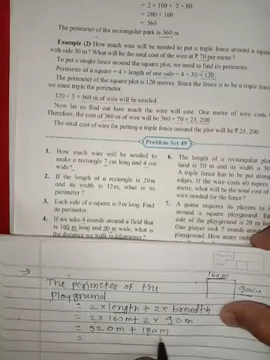 = 2 × 100 + 2 × 80
= 200 + 160
= 360
The perimeter of the rectangular park is 360 m
Example (2) How much wire will be needed to put a triple fence around a square
with side 30 m? What will be the total cost of the wire at ₹ 70 per metre?
To put a single fence around the square plot, we need to find its perimeter.
Perimeter of a square = 4 × length of one side = 4 × 30 = 120
The perimeter of the square plot is 120 metres. Since the fence is to be a triple fence
we must triple the perimeter.
120 × 3 = 360 m of wire will be needed.
Now let us find out how much the wire will cost. One metre of wire costs
Therefore, the cost of 360 m of wire will be 360 × 70 = 25, 200.
The total cost of wire for putting a triple fence around the plot will be ₹ 25, 200.
Problem Set 49
1. How much wire will be needed to
make a rectangle 7 cm long and 4 cm
wide?
2. If the length of a rectangle is 20 m
and its width is 12 m, what is its
perimeter?
3. Each side of a square is 9 m long. Find
its perimeter.
4. If we take 4 rounds around a field that
is 160 m long and 90 m wide, what is
the distance we walk in kilometres?
6. The length of a rectangular
land is 50 m and its width is 30
A triple fence has to be put along
edges. If the wire costs 60 rupees
metre, what will be the total cost of
wire needed for the fence?
7. A game requires its players to
around a square playground.
side of the playground is 20 m
One player took 5 rounds around
playground. How many
The perimeter of the
playground
= 2 × length + 2 × breadth
= 2 × 160m + 2 × 90m
= 320m + 180m
=
160m